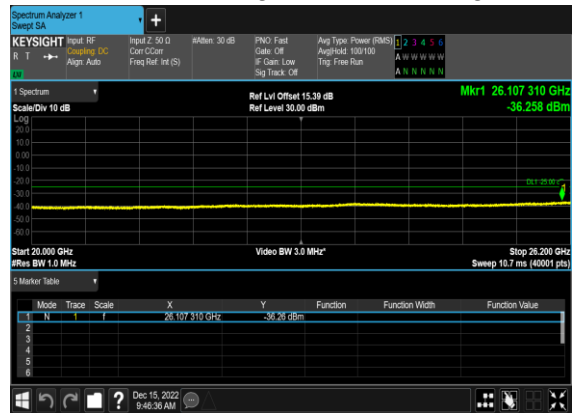 Spectrum Analyzer 1
Swept SA
+
KEYSIGHT Input: RF Input Z: 50 Ω #Atten: 30 dB PNO: Fast Avg Type: Power (RMS) 1 2 3 4 5 6
R T Coupling: DC Corr CCorr Gate: Off Avg|Hold: 100/100 A W W W W W
Align: Auto Freq Ref: Int (S) IF Gain: Low Trig: Free Run
LXI Sig Track: Off A N N N N N
1 Spectrum Ref Lvl Offset 15.39 dB Mkr1 26.107 310 GHz
Scale/Div 10 dB Ref Level 30.00 dBm -36.258 dBm
Log
20.0
10.0
0.00
-10.0
-20.0
DL1 -25.00
-30.0
-40.0
-50.0
-60.0
Start 20.000 GHz Video BW 3.0 MHz* Stop 26.200 GHz
#Res BW 1.0 MHz Sweep 10.7 ms (40001 pts)
5 Marker Table
Mode Trace Scale X Y Function Function Width Function Value
1 N 1 f 26.107 310 GHz -36.26 dBm
2
3
4
5
6
? Dec 15, 2022
9:46:36 AM